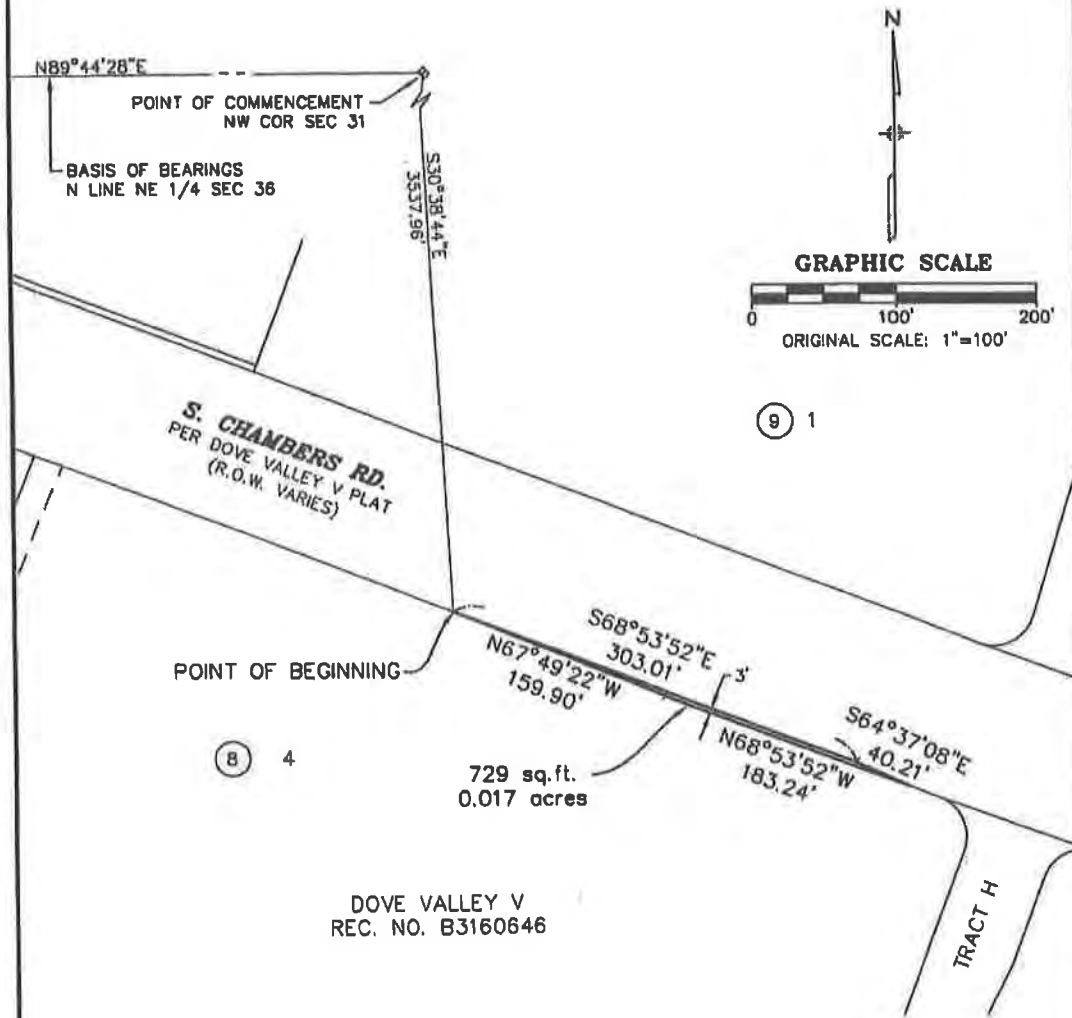 N
N89°44'28"E
POINT OF COMMENCEMENT
NW COR SEC 31
BASIS OF BEARINGS
N LINE NE 1/4 SEC 36
S30°38'44"E
3537.96'
GRAPHIC SCALE
0 100' 200'
ORIGINAL SCALE: 1"=100'
9 1
S. CHAMBERS RD.
PER DOVE VALLEY V PLAT
(R.O.W. VARIES)
POINT OF BEGINNING
S68°53'52"E
303.01'
N67°49'22"W
159.90'
3'
S64°37'08"E
40.21'
N68°53'52"W
183.24'
8 4
729 sq.ft.
0.017 acres
DOVE VALLEY V
REC. NO. B3160646
TRACT H